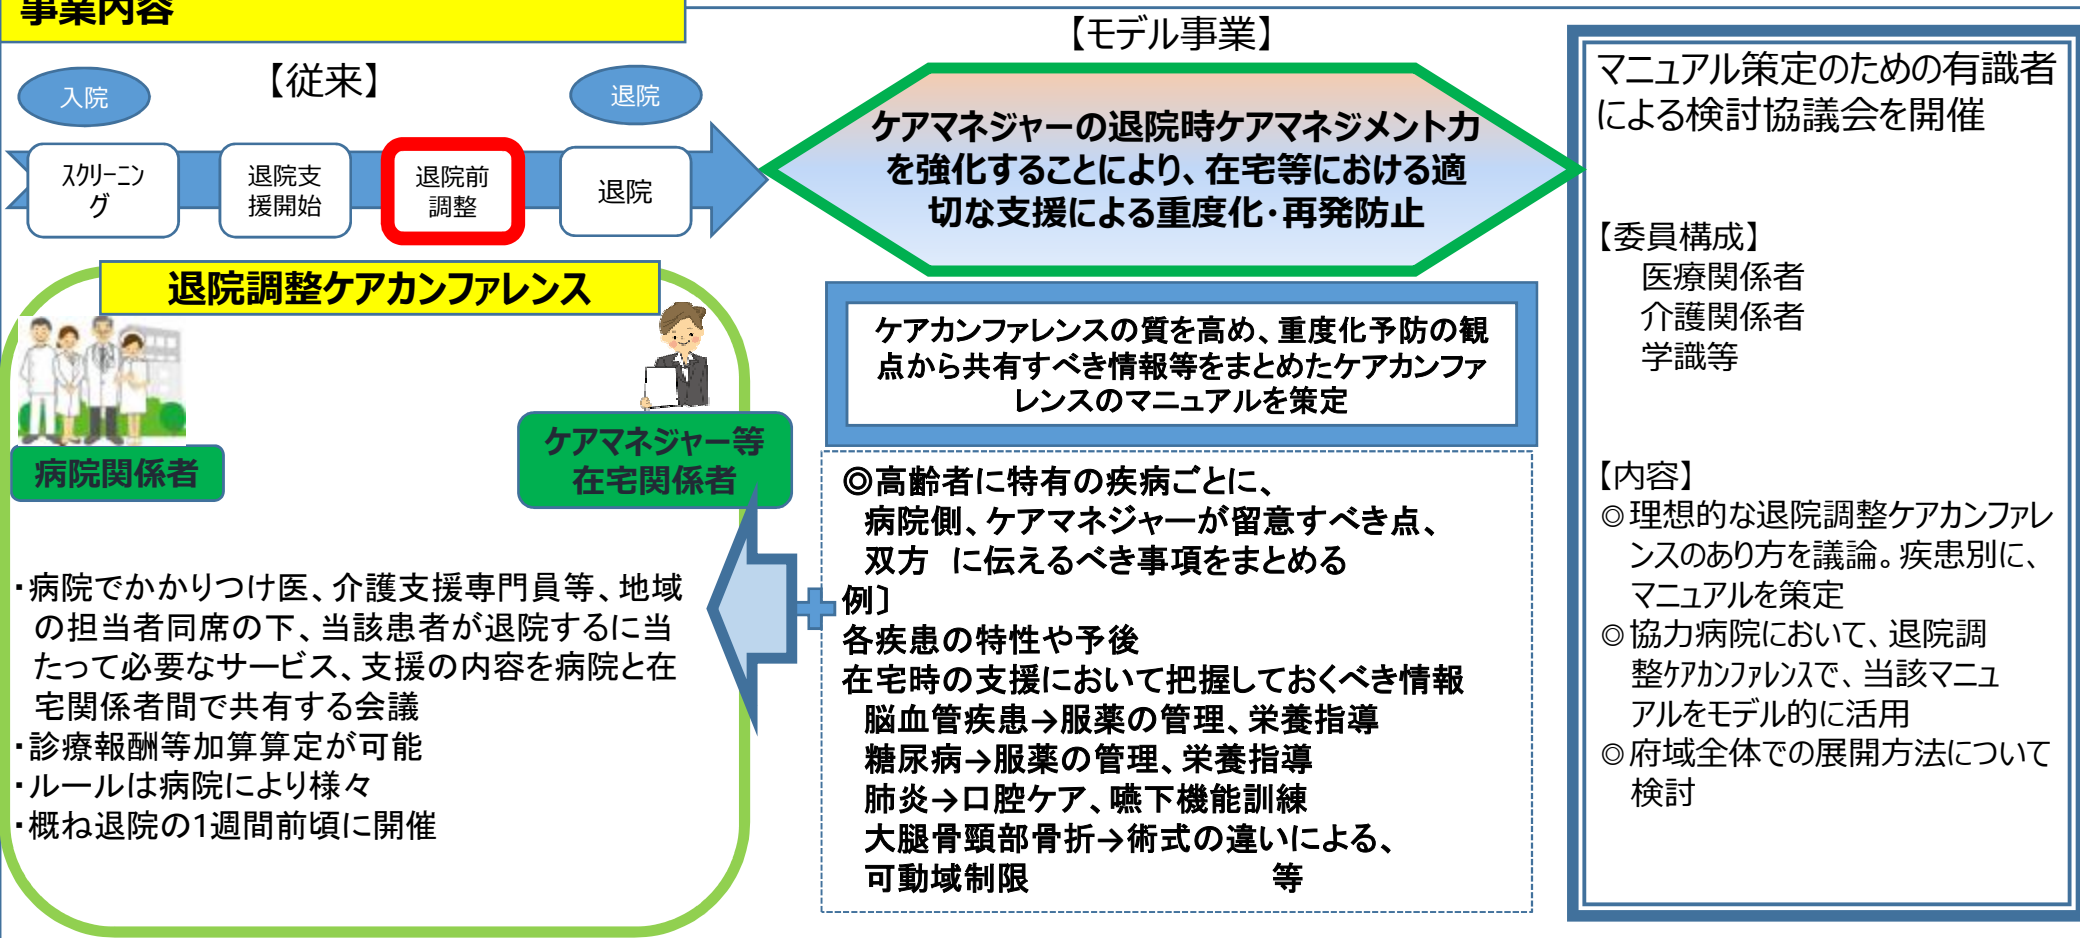 事業内容
【従来】
入院
退院
スクリーニン
グ
退院支
援開始
退院前
調整
退院
退院調整ケアカンファレンス
病院関係者
ケアマネジャー等
在宅関係者
・病院でかかりつけ医、介護支援専門員等、地域
の担当者同席の下、当該患者が退院するに当
たって必要なサービス、支援の内容を病院と在
宅関係者間で共有する会議
・診療報酬等加算算定が可能
・ルールは病院により様々
・概ね退院の1週間前頃に開催
【モデル事業】
ケアマネジャーの退院時ケアマネジメント力
を強化することにより、在宅等における適
切な支援による重度化・再発防止
ケアカンファレンスの質を高め、重度化予防の観
点から共有すべき情報等をまとめたケアカンファ
レンスのマニュアルを策定
◎高齢者に特有の疾病ごとに、
病院側、ケアマネジャーが留意すべき点、
双方　に伝えるべき事項をまとめる
例〕
各疾患の特性や予後
在宅時の支援において把握しておくべき情報
脳血管疾患→服薬の管理、栄養指導
糖尿病→服薬の管理、栄養指導
肺炎→口腔ケア、嚥下機能訓練
大腿骨頸部骨折→術式の違いによる、
可動域制限　　　　　　　等
マニュアル策定のための有識者
による検討協議会を開催
【委員構成】
医療関係者
介護関係者
学識等
【内容】
◎理想的な退院調整ケアカンファレ
ンスのあり方を議論。疾患別に、
マニュアルを策定
◎協力病院において、退院調
整ケアカンファレンスで、当該マニュ
アルをモデル的に活用
◎府域全体での展開方法について
検討